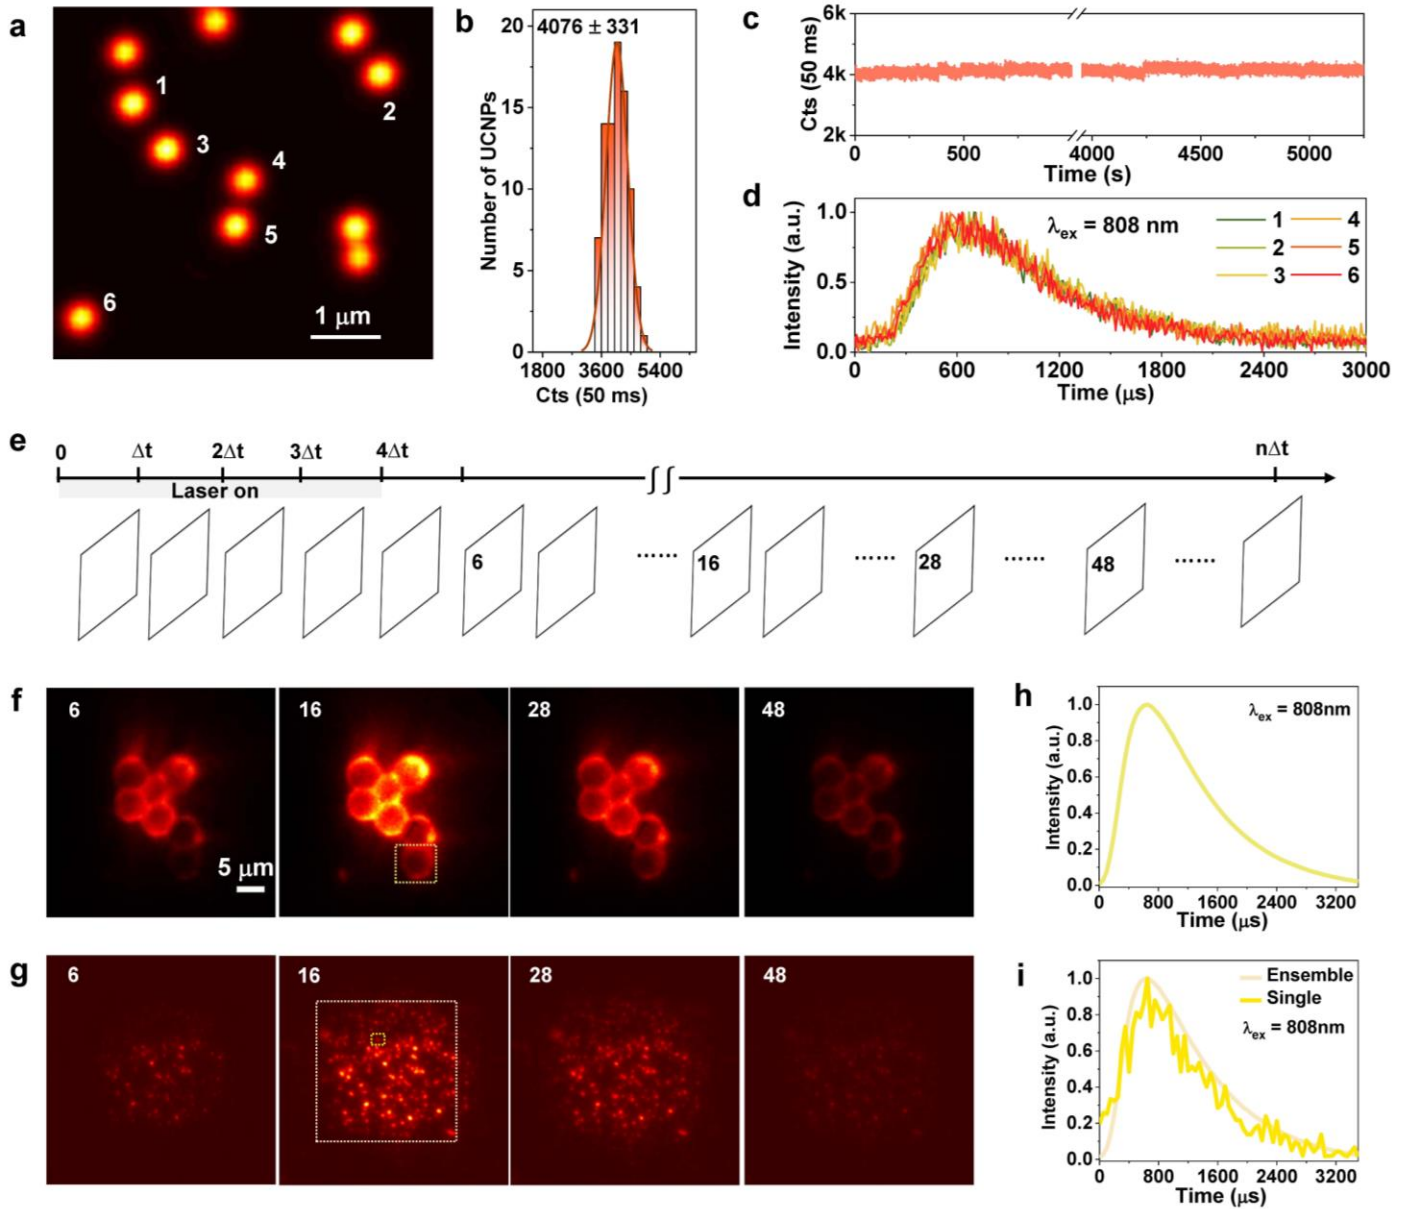 a
1
2
3
4
5
6
1 μm
b
4076 ± 331
20
15
10
5
0
Number of UCNPs
1800 3600 5400
Cts (50 ms)
c
6k
4k
2k
Cts (50 ms)
0 500 4000 4500 5000
Time (s)
d
1.0
0.5
0.0
Intensity (a.u.)
λex = 808 nm
1 4
2 5
3 6
0 600 1200 1800 2400 3000
Time (μs)
e
0 Δt 2Δt 3Δt 4Δt nΔt
Laser on
6 ······ 16 ······ 28 ······ 48 ······
f
6 16 28 48
5 μm
h
1.0
0.8
0.6
0.4
0.2
0.0
Intensity (a.u.)
λex = 808nm
0 800 1600 2400 3200
Time (μs)
g
6 16 28 48
i
1.0
0.8
0.6
0.4
0.2
0.0
Intensity (a.u.)
Ensemble
Single
λex = 808nm
0 800 1600 2400 3200
Time (μs)